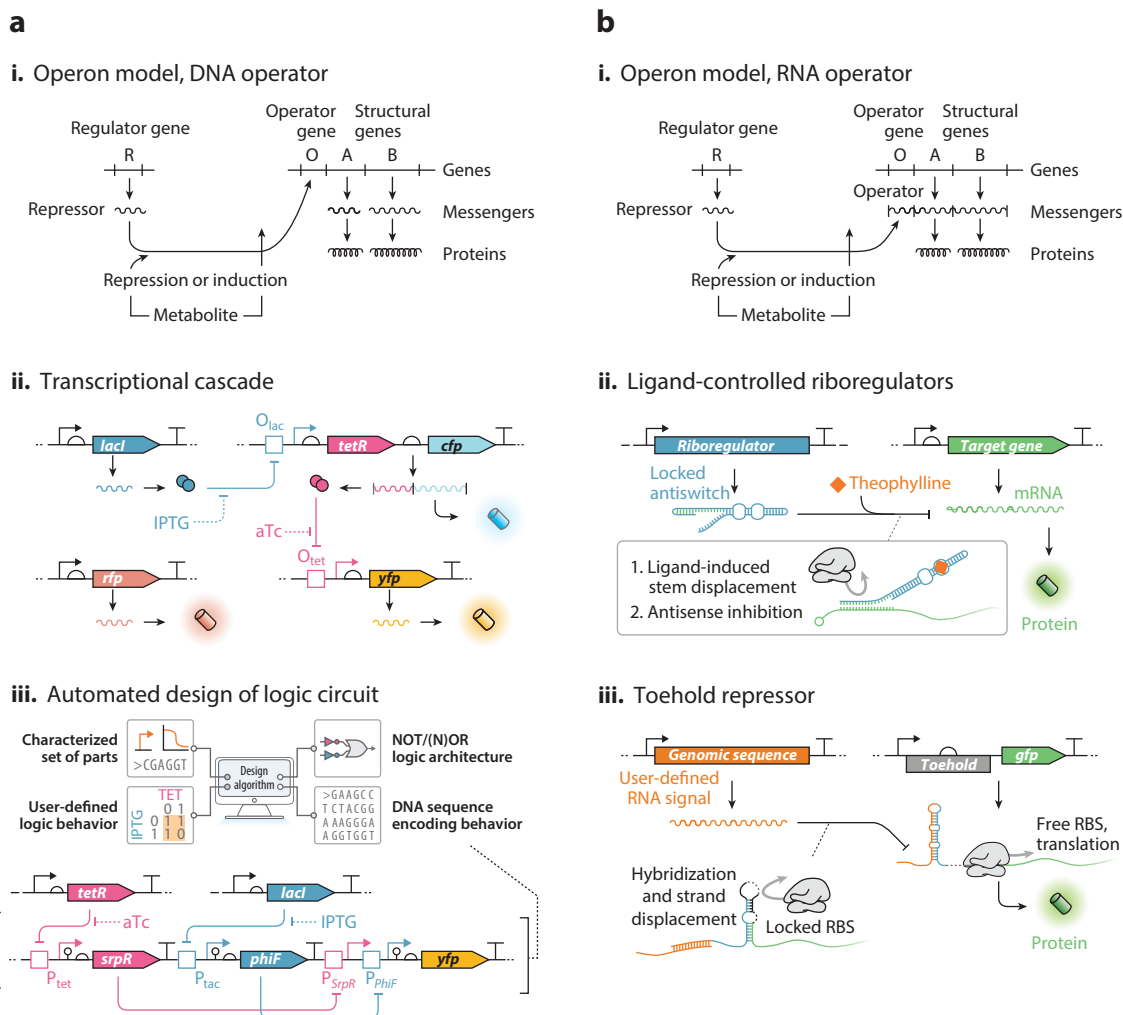 a
i. Operon model, DNA operator
Regulator gene
Operator gene
Structural genes
R
O
A
B
Genes
Repressor
Messengers
Proteins
Repression or induction
Metabolite
ii. Transcriptional cascade
lacI
O_lac
tetR
cfp
IPTG
aTc
O_tet
rfp
yfp
iii. Automated design of logic circuit
Characterized
set of parts
>CGAGGT
Design
algorithm
NOT/(N)OR
logic architecture
User-defined
logic behavior
TET
0 1
IPTG
0 1 1
1 1 0
>GAAGCC
TCTACGG
AAAGGGA
AGGTGGT
DNA sequence
encoding behavior
tetR
lacI
aTc
IPTG
srpR
phiF
yfp
P_tet
P_tac
P_SrpR
P_PhiF
b
i. Operon model, RNA operator
Regulator gene
Operator gene
Structural genes
R
O
A
B
Genes
Operator
Repressor
Messengers
Proteins
Repression or induction
Metabolite
ii. Ligand-controlled riboregulators
Riboregulator
Target gene
Locked
antiswitch
Theophylline
mRNA
1. Ligand-induced
stem displacement
2. Antisense inhibition
Protein
iii. Toehold repressor
Genomic sequence
Toehold
gfp
User-defined
RNA signal
Free RBS,
translation
Hybridization
and strand
displacement
Locked RBS
Protein